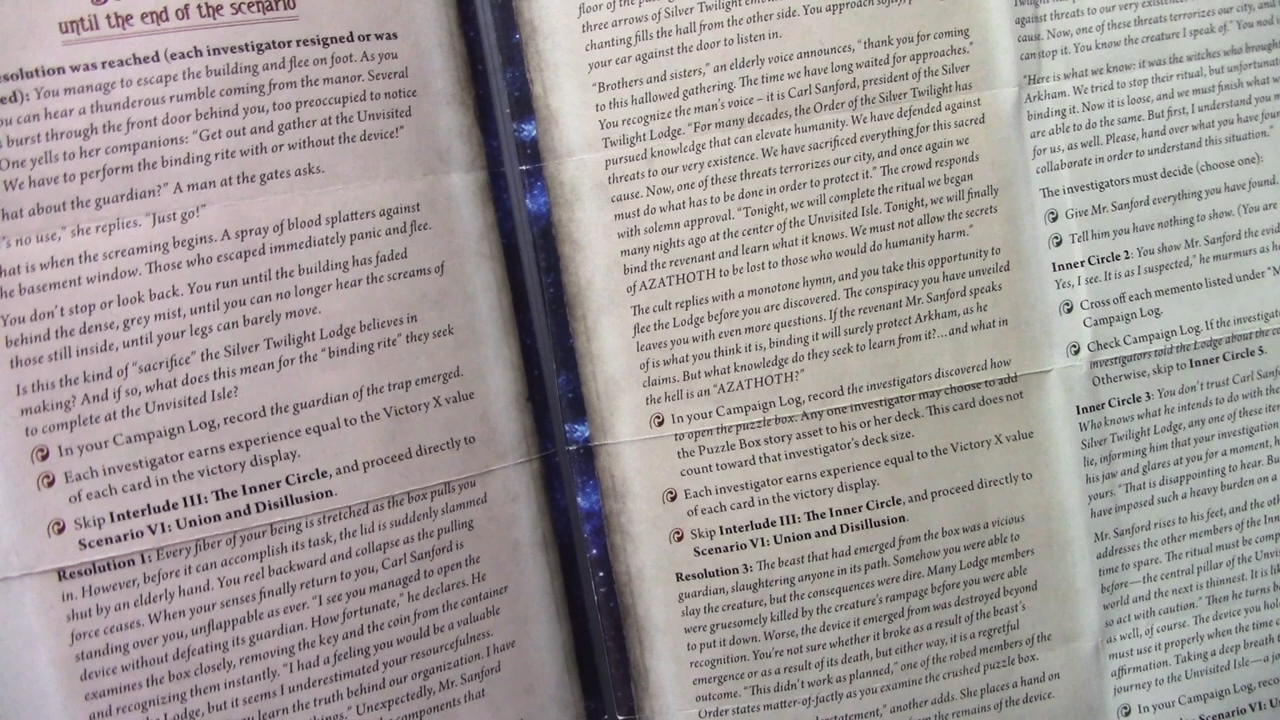 until the end of the scenario
esolution was reached (each investigator resigned or was
ed): You manage to escape the building and flee on foot. As you
can hear a thunderous rumble coming from the manor. Several
burst through the front door behind you, too preoccupied to notice
One yells to her companions: “Get out and gather at the Unvisited
We have to perform the binding rite with or without the device!”
hat about the guardian?” A man at the gates asks.
's no use,” she replies. “Just go!”
hat is when the screaming begins. A spray of blood splatters against
he basement window. Those who escaped immediately panic and flee.
You don't stop or look back. You run until the building has faded
behind the dense, grey mist, until you can no longer hear the screams of
those still inside, until your legs can barely move.
Is this the kind of “sacrifice” the Silver Twilight Lodge believes in
making? And if so, what does this mean for the “binding rite” they seek
to complete at the Unvisited Isle?
In your Campaign Log, record the guardian of the trap emerged.
Each investigator earns experience equal to the Victory X value
of each card in the victory display.
Skip Interlude III: The Inner Circle, and proceed directly to
Scenario VI: Union and Disillusion.
Resolution 1: Every fiber of your being is stretched as the box pulls you
in. However, before it can accomplish its task, the lid is suddenly slammed
shut by an elderly hand. You reel backward and collapse as the pulling
force ceases. When your senses finally return to you, Carl Sanford is
standing over you, unflappable as ever. “I see you managed to open the
device without defeating its guardian. How fortunate,” he declares. He
examines the box closely, removing the key and the coin from the container
and recognizing them instantly. “I had a feeling you would be a valuable
Lodge, but it seems I underestimated your resourcefulness.
you learn the truth behind our organization. I have
things.” Unexpectedly, Mr. Sanford
components that
floor of the
three arrows of Silver Twilight
chanting fills the hall from the other side. You approach
your ear against the door to listen in.
“Brothers and sisters,” an elderly voice announces, “thank you for coming
to this hallowed gathering. The time we have long waited for approaches.”
You recognize the man's voice – it is Carl Sanford, president of the Silver
Twilight Lodge. “For many decades, the Order of the Silver Twilight has
pursued knowledge that can elevate humanity. We have defended against
threats to our very existence. We have sacrificed everything for this sacred
cause. Now, one of these threats terrorizes our city, and once again we
must do what has to be done in order to protect it.” The crowd responds
with solemn approval. “Tonight, we will complete the ritual we began
many nights ago at the center of the Unvisited Isle. Tonight, we will finally
bind the revenant and learn what it knows. We must not allow the secrets
of AZATHOTH to be lost to those who would do humanity harm.”
The cult replies with a monotone hymn, and you take this opportunity to
flee the Lodge before you are discovered. The conspiracy you have unveiled
leaves you with even more questions. If the revenant Mr. Sanford speaks
of is what you think it is, binding it will surely protect Arkham, as he
claims. But what knowledge do they seek to learn from it?…and what in
the hell is an “AZATHOTH?”
In your Campaign Log, record the investigators discovered how
to open the puzzle box. Any one investigator may choose to add
the Puzzle Box story asset to his or her deck. This card does not
count toward that investigator's deck size.
Each investigator earns experience equal to the Victory X value
of each card in the victory display.
Skip Interlude III: The Inner Circle, and proceed directly to
Scenario VI: Union and Disillusion.
Resolution 3: The beast that had emerged from the box was a vicious
guardian, slaughtering anyone in its path. Somehow you were able to
slay the creature, but the consequences were dire. Many Lodge members
were gruesomely killed by the creature's rampage before you were able
to put it down. Worse, the device it emerged from was destroyed beyond
recognition. You're not sure whether it broke as a result of the beast's
emergence or as a result of its death, but either way, it is a regretful
outcome. “This didn't work as planned,” one of the robed members of the
Order states matter-of-factly as you examine the crushed puzzle box.
statement,” another adds. She places a hand on
from the remains of the device.
against threats to our very existence.
cause. Now, one of these threats terrorizes our city, and
can stop it. You know the creature I speak of.” You nod
“Here is what we know: it was the witches who brought
Arkham. We tried to stop their ritual, but unfortunat
binding it. Now it is loose, and we must finish what w
are able to do the same. But first, I understand you m
for us, as well. Please, hand over what you have four
collaborate in order to understand this situation.”
The investigators must decide (choose one):
Give Mr. Sanford everything you have found.
Tell him you have nothing to show. (You are
Inner Circle 2: You show Mr. Sanford the evid
Yes, I see. It is as I suspected,” he murmurs as h
Cross off each memento listed under “M
Campaign Log.
Check Campaign Log. If the investigat
investigators told the Lodge about the c
Otherwise, skip to Inner Circle 5.
Inner Circle 3: You don't trust Carl Sanfo
Who knows what he intends to do with the
Silver Twilight Lodge, any one of these iter
lie, informing him that your investigation
his jaw and glares at you for a moment,
yours. “That is disappointing to hear. Bu
have imposed such a heavy burden on a
Mr. Sanford rises to his feet, and the ot
addresses the other members of the Inn
time to spare. The ritual must be comp
before—the central pillar of the Unvi
world and the next is thinnest. It is lik
so act with caution.” Then he turns b
as well, of course. The device you hol
must use it properly when the time c
affirmation. Taking a deep breath
journey to the Unvisited Isle—a jo
In your Campaign Log, reco
Scenario VI: U